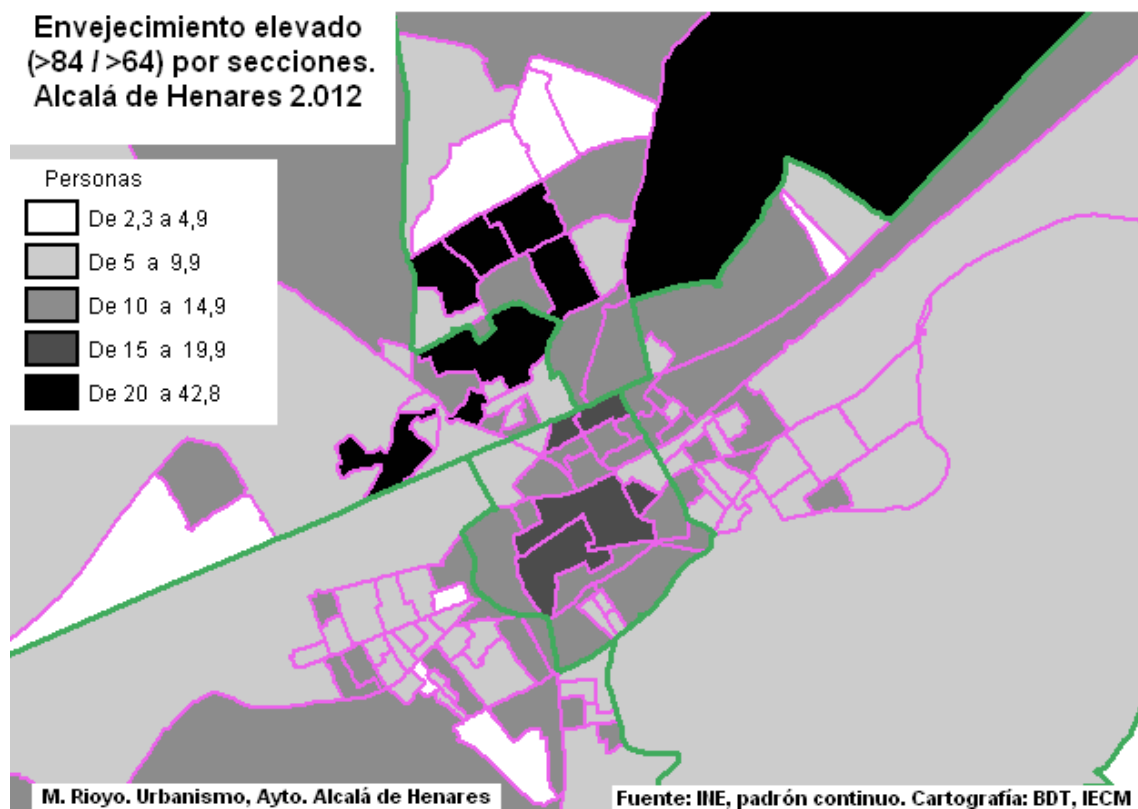 Envejecimiento elevado
(>84 / >64) por secciones.
Alcalá de Henares 2.012
Personas
De 2,3 a 4,9
De 5 a 9,9
De 10 a 14,9
De 15 a 19,9
De 20 a 42,8
M. Rioyo. Urbanismo, Ayto. Alcalá de Henares
Fuente: INE, padrón continuo. Cartografía: BDT, IECM